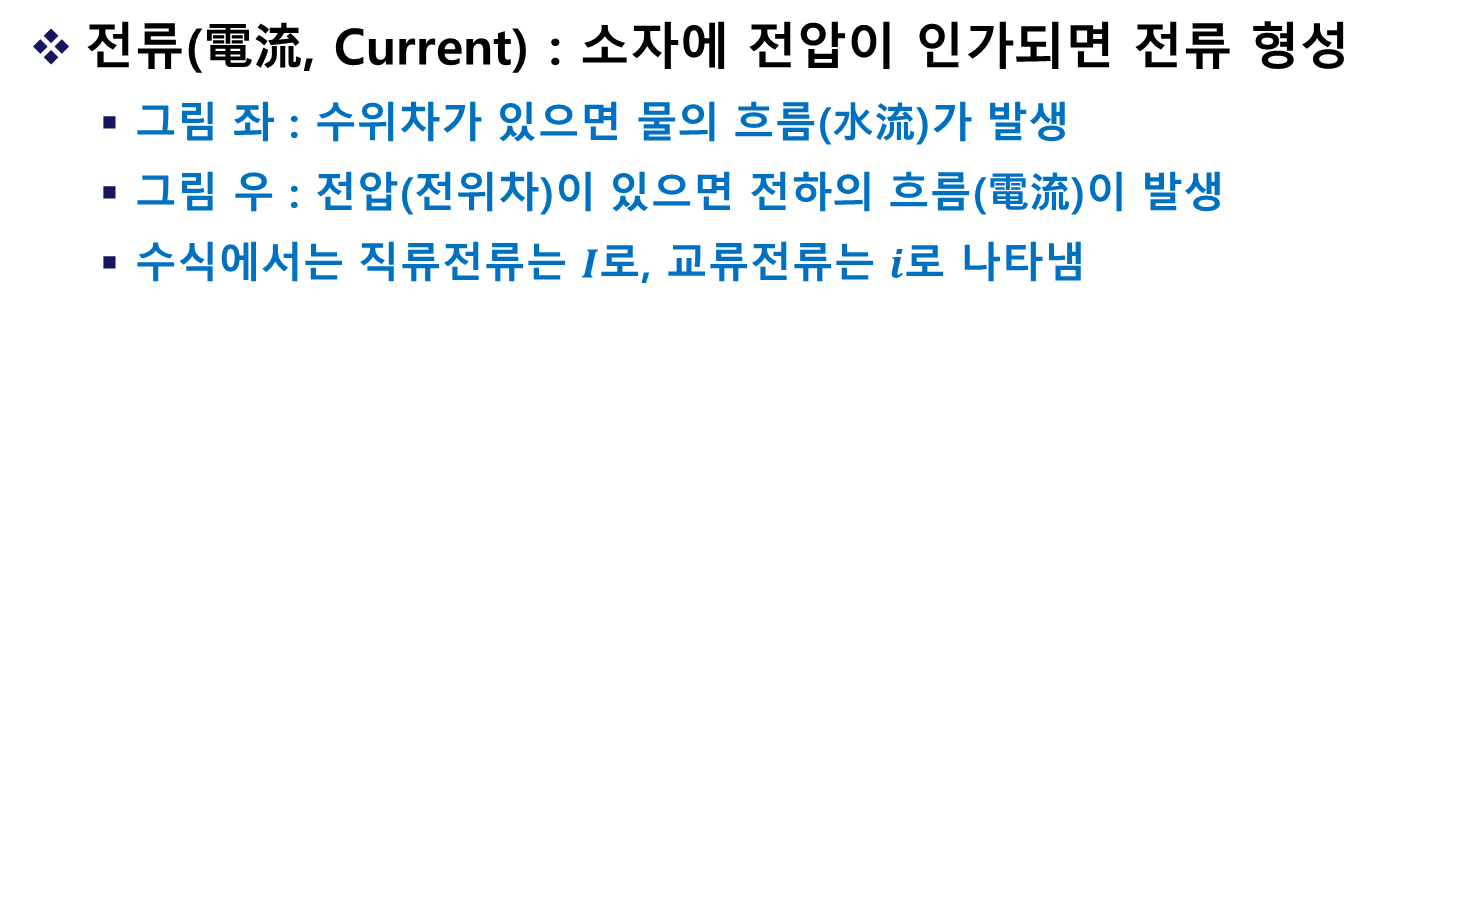 ❖ 전류(電流, Current) : 소자에 전압이 인가되면 전류 형성
▪ 그림 좌 : 수위차가 있으면 물의 흐름(水流)가 발생
▪ 그림 우 : 전압(전위차)이 있으면 전하의 흐름(電流)이 발생
▪ 수식에서는 직류전류는 I로, 교류전류는 i로 나타냄